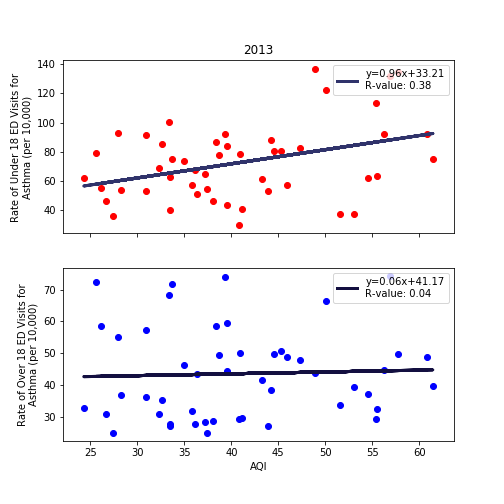 2013
140
120
100
80
60
40
Rate of Under 18 ED Visits for
Asthma (per 10,000)
y=0.96x+33.21
R-value: 0.38
70
60
50
40
30
Rate of Over 18 ED Visits for
Asthma (per 10,000)
y=0.06x+41.17
R-value: 0.04
25 30 35 40 45 50 55 60
AQI